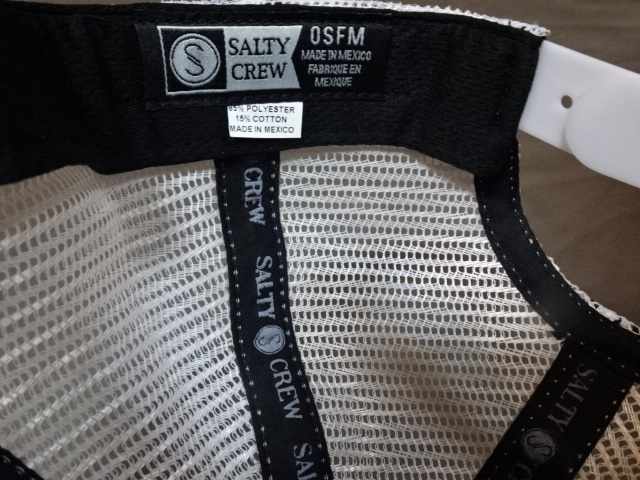 SALTY
CREW
OSFM
MADE IN MEXICO
FABRIQUE EN
MEXIQUE
85% POLYESTER
15% COTTON
MADE IN MEXICO
CREW
SALTY
S
CREW
SAL
SALTY
S
C